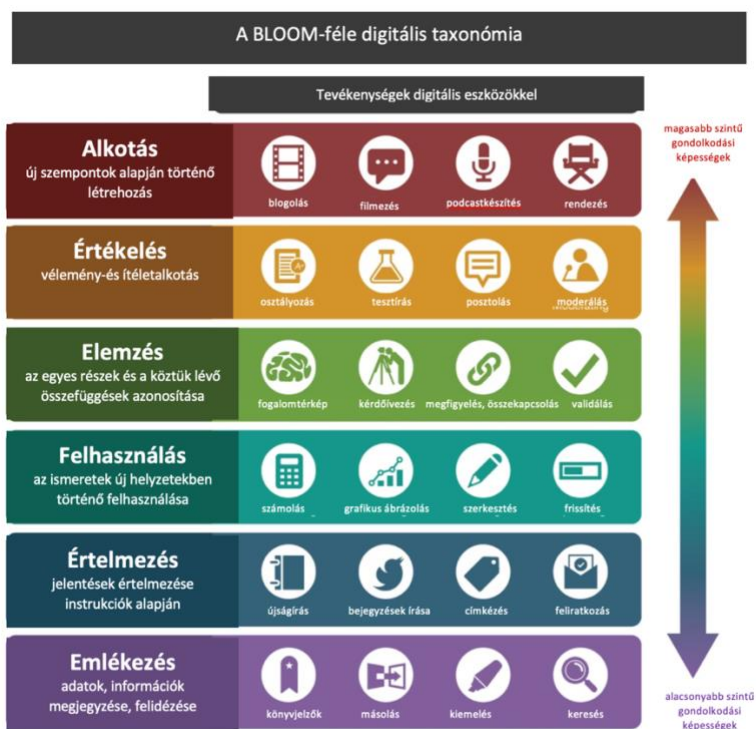 A BLOOM-féle digitális taxonómia
Tevékenységek digitális eszközökkel
magasabb szintű
gondolkodási
képességek
Alkotás
új szempontok alapján történő
létrehozás
blogolás
filmezés
podcastkészítés
rendezés
Értékelés
vélemény-és ítéletalkotás
osztályozás
tesztírás
posztolás
moderálás
Elemzés
az egyes részek és a köztük lévő
összefüggések azonosítása
fogalomtérkép
kérdőívezés
megfigyelés, összekapcsolás
validálás
Felhasználás
az ismeretek új helyzetekben
történő felhasználása
számolás
grafikus ábrázolás
szerkesztés
frissítés
Értelmezés
jelentések értelmezése
instrukciók alapján
újságírás
bejegyzések írása
címkézés
feliratkozás
Emlékezés
adatok, információk
megjegyzése, felidézése
könyvjelzők
másolás
kiemelés
keresés
alacsonyabb szintű
gondolkodási
képességek